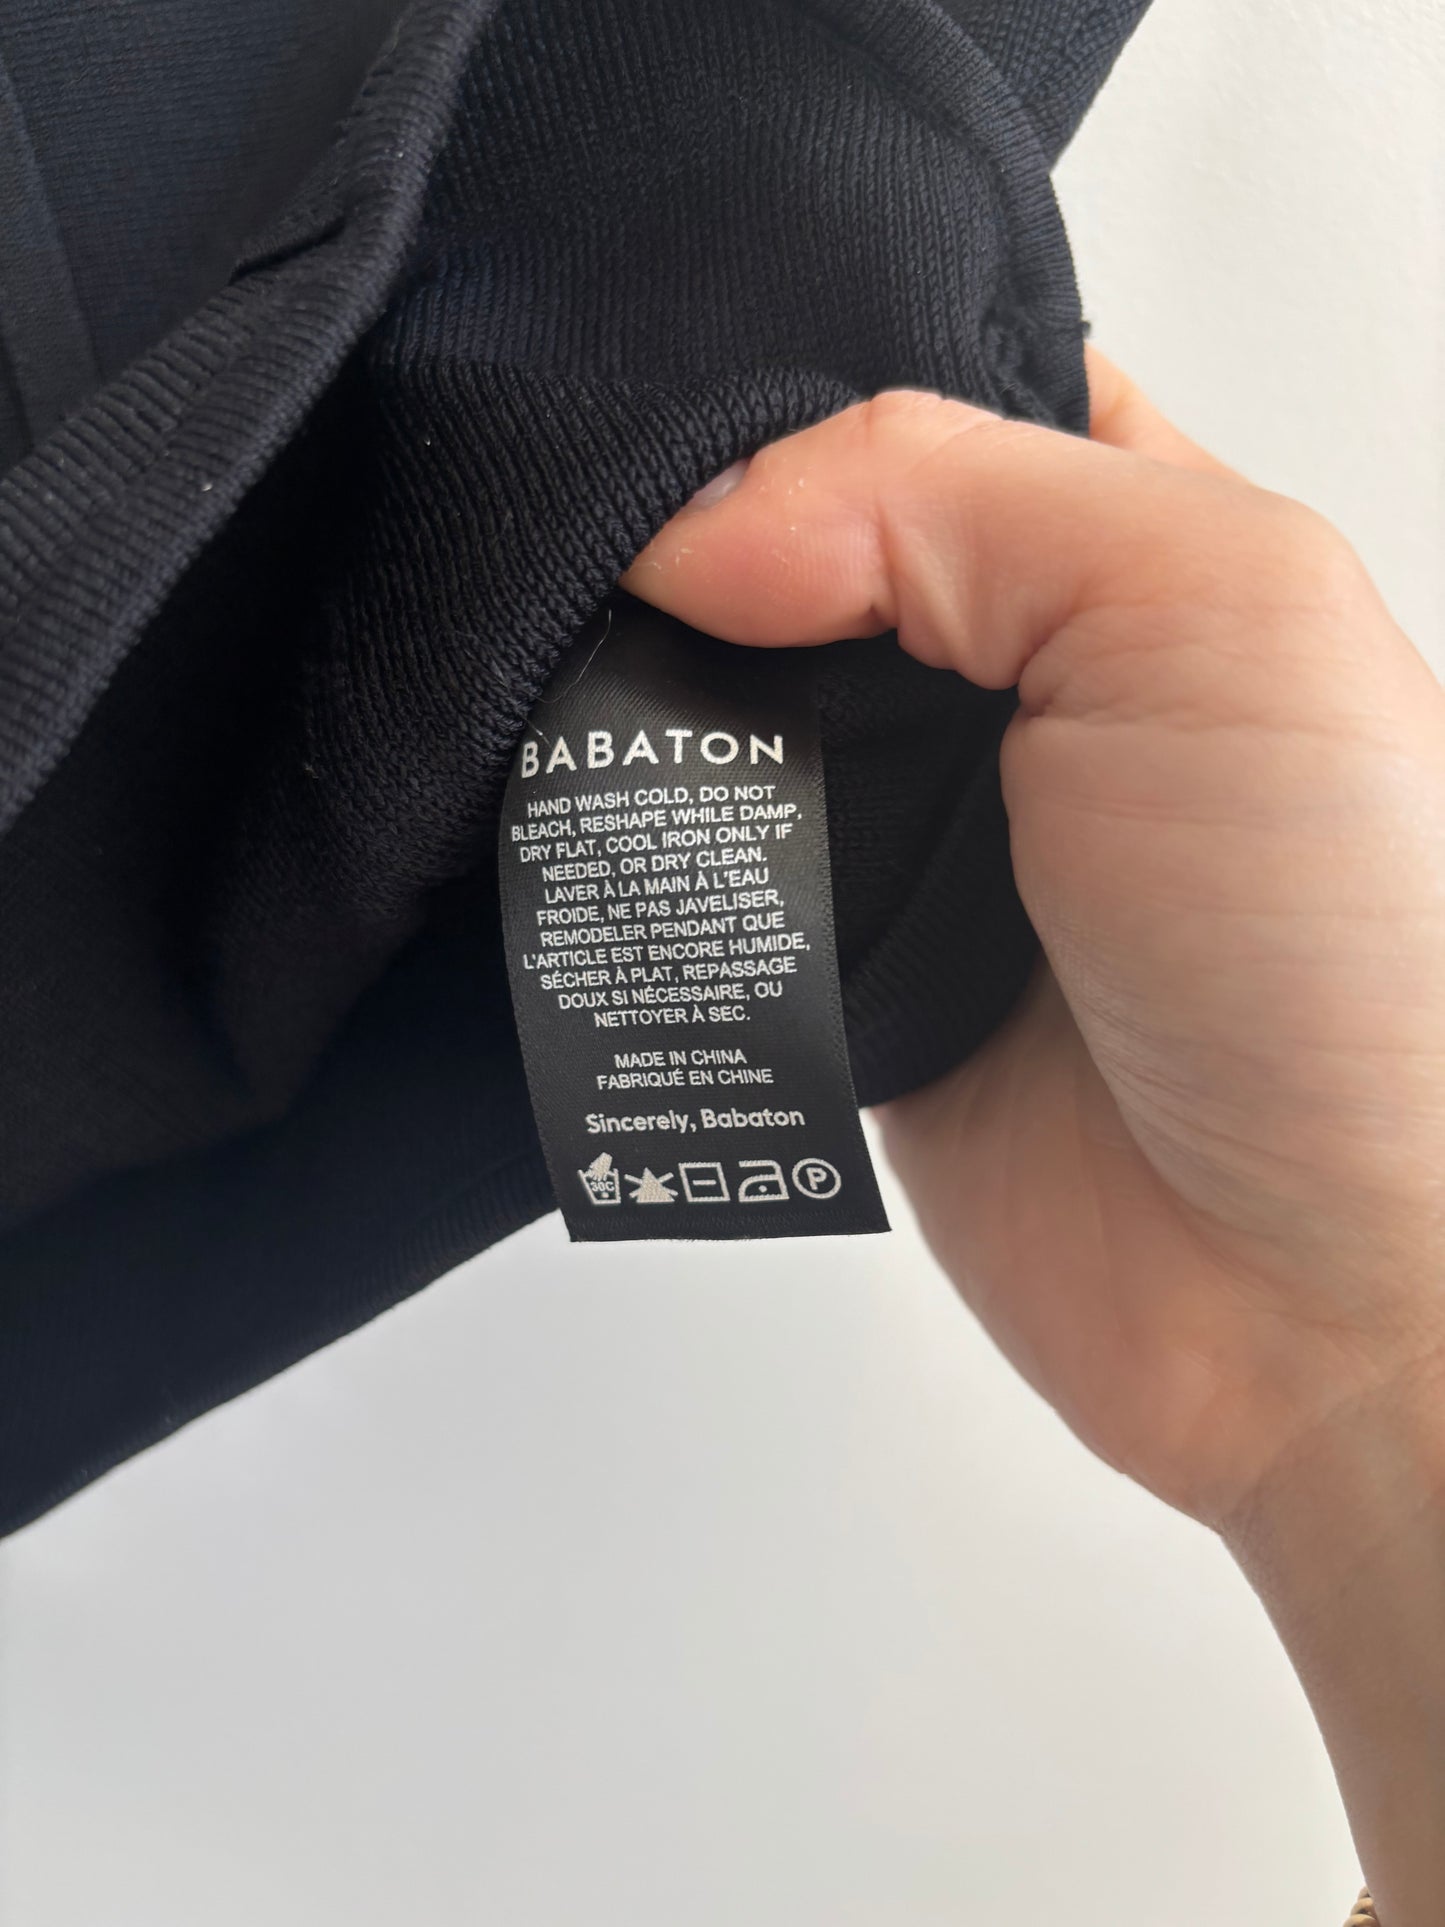 BABATON
HAND WASH COLD, DO NOT
BLEACH, RESHAPE WHILE DAMP,
DRY FLAT, COOL IRON ONLY IF
NEEDED, OR DRY CLEAN.
LAVER À LA MAIN À L'EAU
FROIDE, NE PAS JAVELISER,
REMODELER PENDANT QUE
L'ARTICLE EST ENCORE HUMIDE,
SÉCHER À PLAT, REPASSAGE
DOUX SI NÉCESSAIRE, OU
NETTOYER À SEC.
MADE IN CHINA
FABRIQUÉ EN CHINE
Sincerely, Babaton
30C P